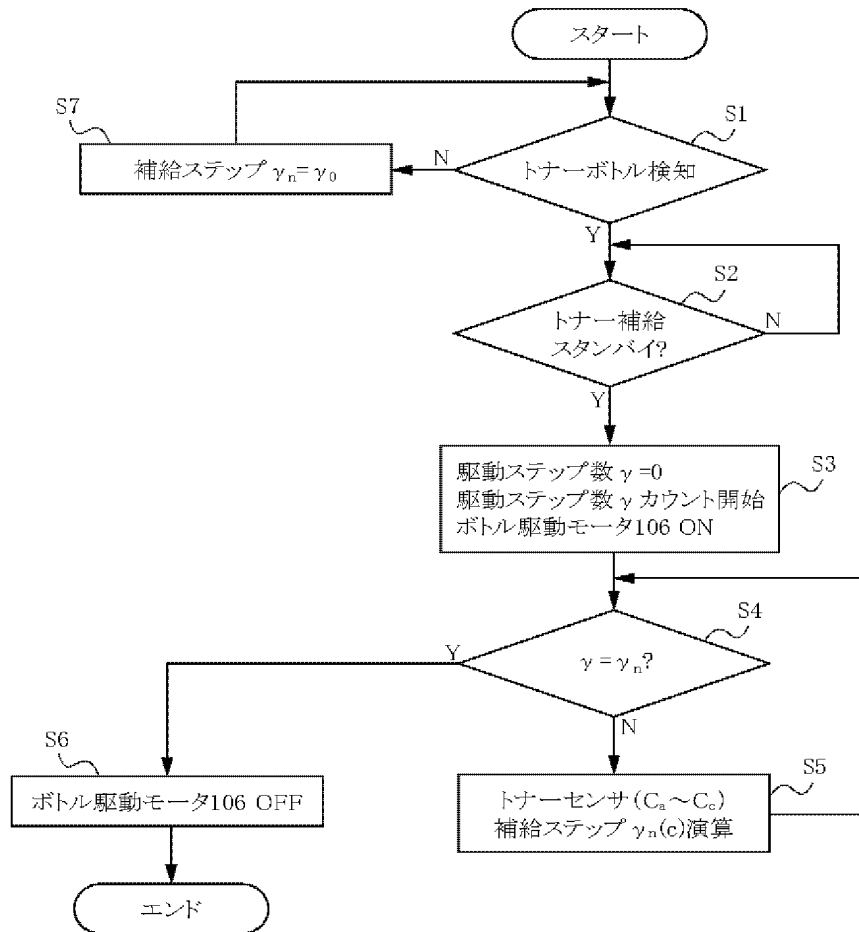 スタート
S7
補給ステップ γn=γ0
N
S1
トナーボトル検知
Y
S2
トナー補給
スタンバイ?
N
Y
S3
駆動ステップ数 γ=0
駆動ステップ数 γ カウント開始
ボトル駆動モータ106 ON
S4
Y
γ=γn?
N
S6
ボトル駆動モータ106 OFF
S5
トナーセンサ(Ca～Cc)
補給ステップ γn(c)演算
エンド